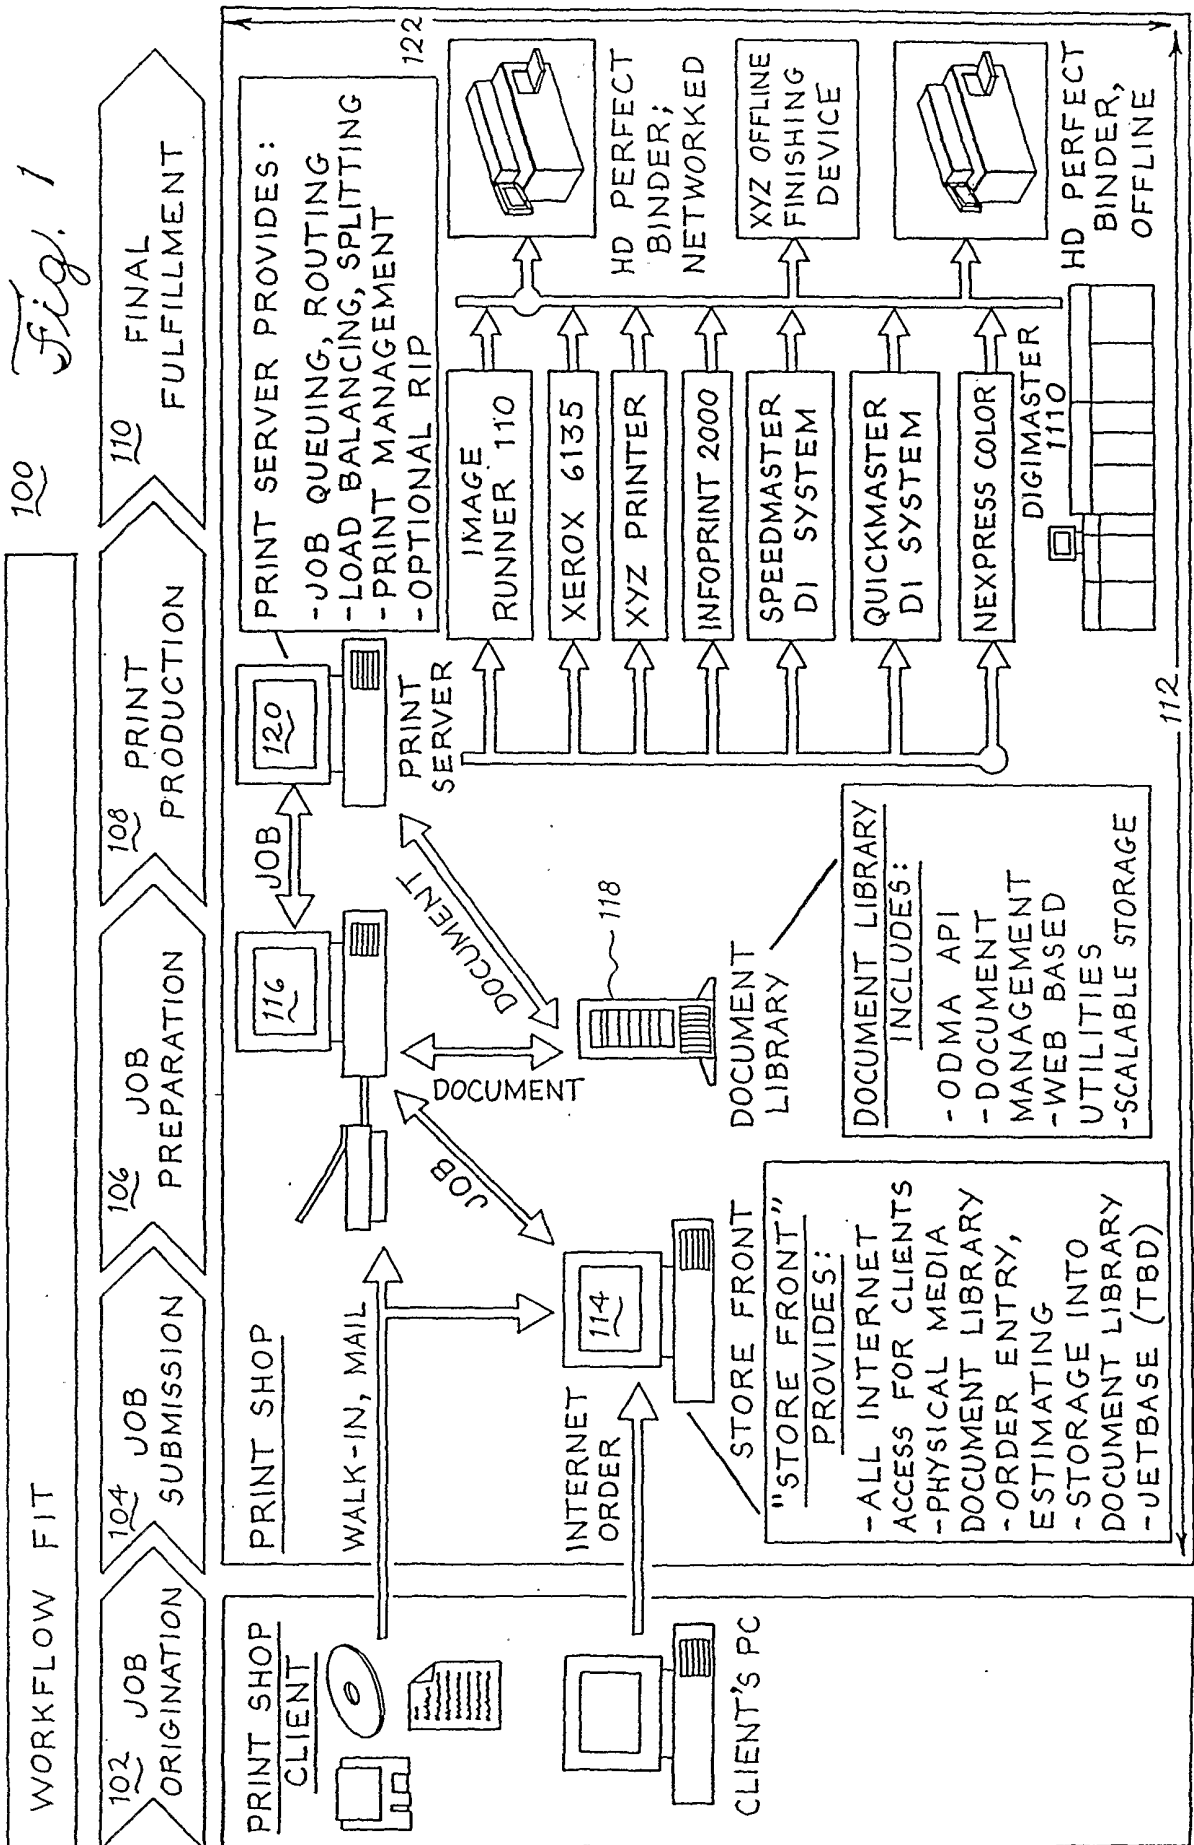 Fig. 1
100
WORKFLOW FIT
102 JOB
ORIGINATION
104 JOB
SUBMISSION
106 JOB
PREPARATION
108 PRINT
PRODUCTION
110 FINAL
FULFILLMENT
PRINT SHOP
CLIENT
CLIENT'S PC
PRINT SHOP
WALK-IN, MAIL
INTERNET
ORDER
114
STORE FRONT
"STORE FRONT"
PROVIDES:
-ALL INTERNET
ACCESS FOR CLIENTS
-PHYSICAL MEDIA
DOCUMENT LIBRARY
-ORDER ENTRY,
ESTIMATING
-STORAGE INTO
DOCUMENT LIBRARY
-JETBASE (TBD)
JOB
116
DOCUMENT
DOCUMENT
118
DOCUMENT
LIBRARY
DOCUMENT LIBRARY
INCLUDES:
-ODMA API
-DOCUMENT
MANAGEMENT
-WEB BASED
UTILITIES
-SCALABLE STORAGE
JOB
120
PRINT
SERVER
PRINT SERVER PROVIDES:
-JOB QUEUING, ROUTING
-LOAD BALANCING, SPLITTING
-PRINT MANAGEMENT
-OPTIONAL RIP
122
IMAGE
RUNNER 110
XEROX 6135
XYZ PRINTER
INFOPRINT 2000
SPEEDMASTER
DI SYSTEM
QUICKMASTER
DI SYSTEM
NEXPRESS COLOR
DIGIMASTER
1110
HD PERFECT
BINDER;
NETWORKED
XYZ OFFLINE
FINISHING
DEVICE
HD PERFECT
BINDER,
OFFLINE
112